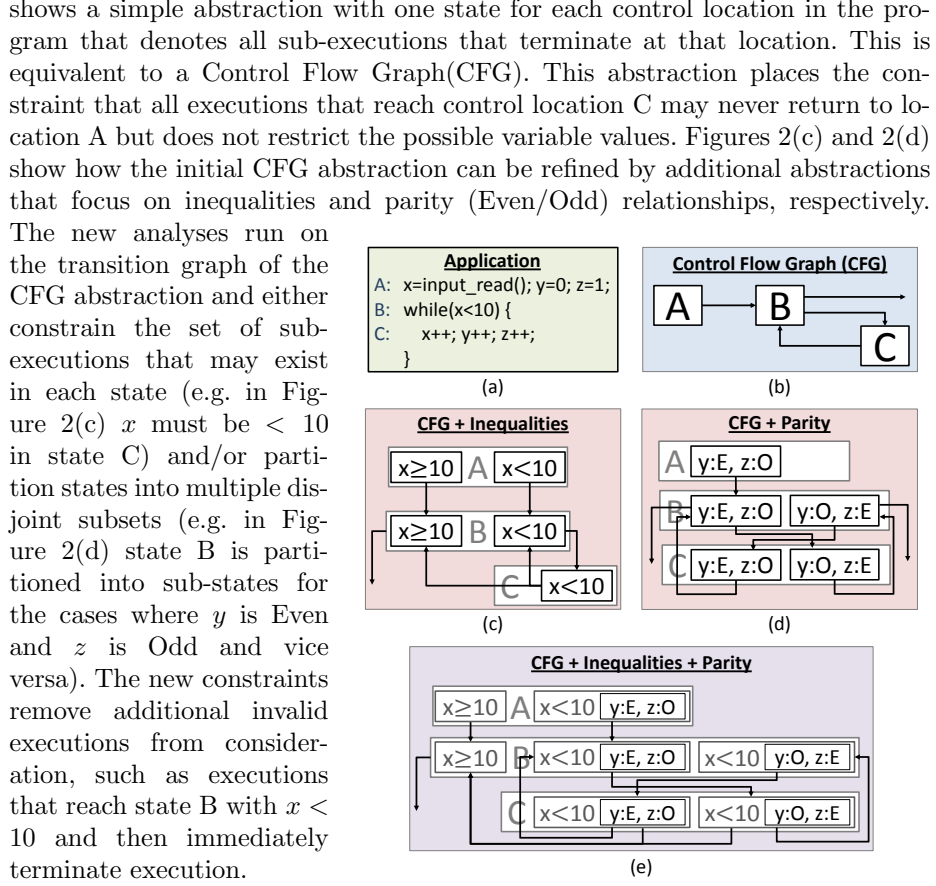 shows a simple abstraction with one state for each control location in the pro-
gram that denotes all sub-executions that terminate at that location. This is
equivalent to a Control Flow Graph(CFG). This abstraction places the con-
straint that all executions that reach control location C may never return to lo-
cation A but does not restrict the possible variable values. Figures 2(c) and 2(d)
show how the initial CFG abstraction can be refined by additional abstractions
that focus on inequalities and parity (Even/Odd) relationships, respectively.
The new analyses run on
the transition graph of the
CFG abstraction and either
constrain the set of sub-
executions that may exist
in each state (e.g. in Fig-
ure 2(c) x must be < 10
in state C) and/or parti-
tion states into multiple dis-
joint subsets (e.g. in Fig-
ure 2(d) state B is parti-
tioned into sub-states for
the cases where y is Even
and z is Odd and vice
versa). The new constraints
remove additional invalid
executions from consider-
ation, such as executions
that reach state B with x <
10 and then immediately
terminate execution.
Application
A: x=input_read(); y=0; z=1;
B: while(x<10) {
C: x++; y++; z++;
}
(a)
Control Flow Graph (CFG)
A B
C
(b)
CFG + Inequalities
x≥10 A x<10
x≥10 B x<10
C x<10
(c)
CFG + Parity
A y:E, z:O
B y:E, z:O y:O, z:E
C y:E, z:O y:O, z:E
(d)
CFG + Inequalities + Parity
x≥10 A x<10 y:E, z:O
x≥10 B x<10 y:E, z:O x<10 y:O, z:E
C x<10 y:E, z:O x<10 y:O, z:E
(e)